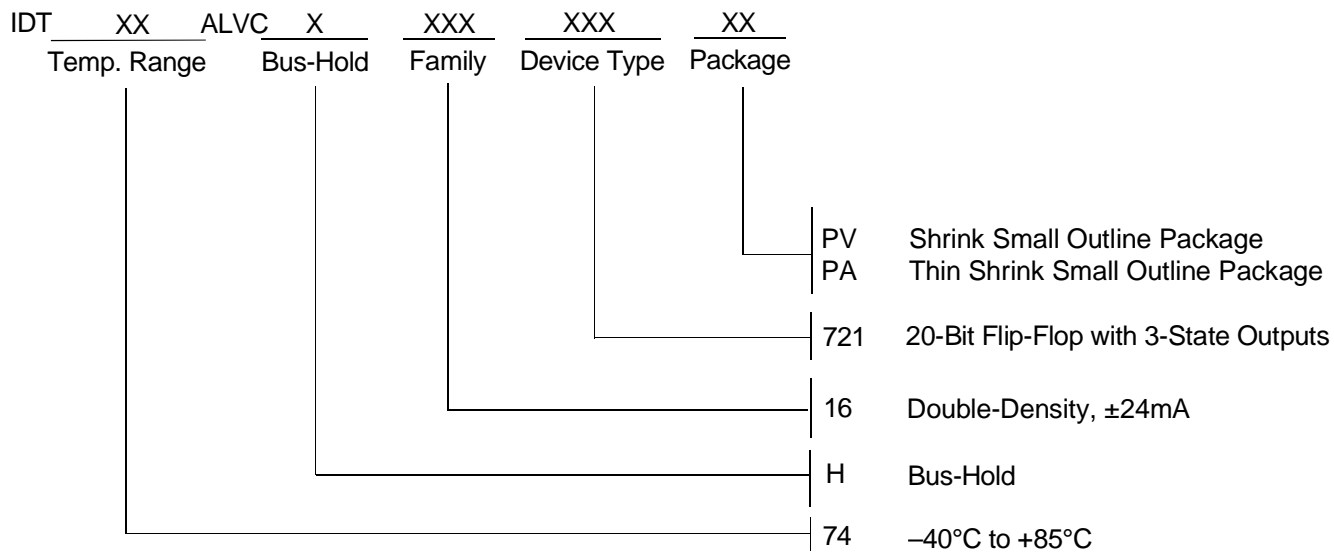 IDT XX ALVC X XXX XXX XX
Temp. Range Bus-Hold Family Device Type Package
PV Shrink Small Outline Package
PA Thin Shrink Small Outline Package
721 20-Bit Flip-Flop with 3-State Outputs
16 Double-Density, ±24mA
H Bus-Hold
74 –40°C to +85°C